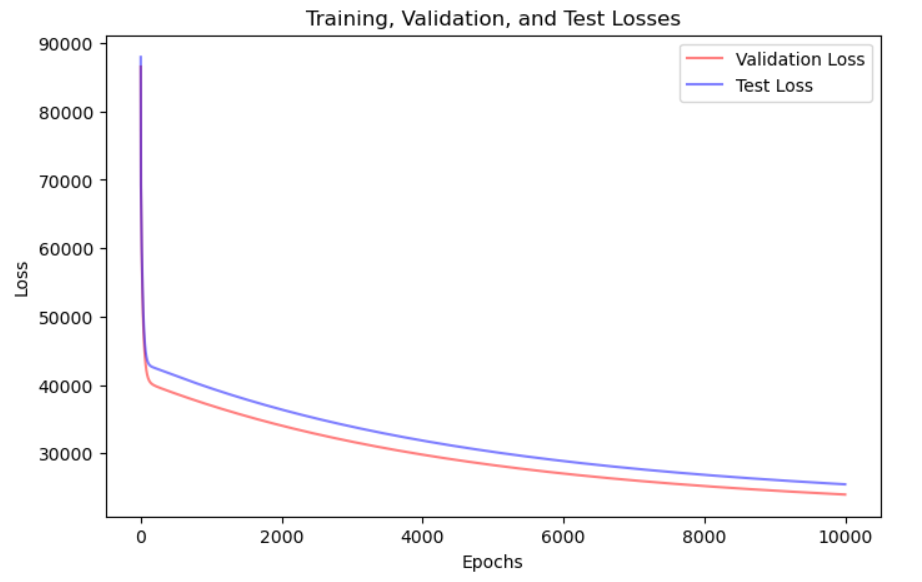 Training, Validation, and Test Losses
90000
80000
70000
60000
50000
40000
30000
Loss
Validation Loss
Test Loss
0 2000 4000 6000 8000 10000
Epochs